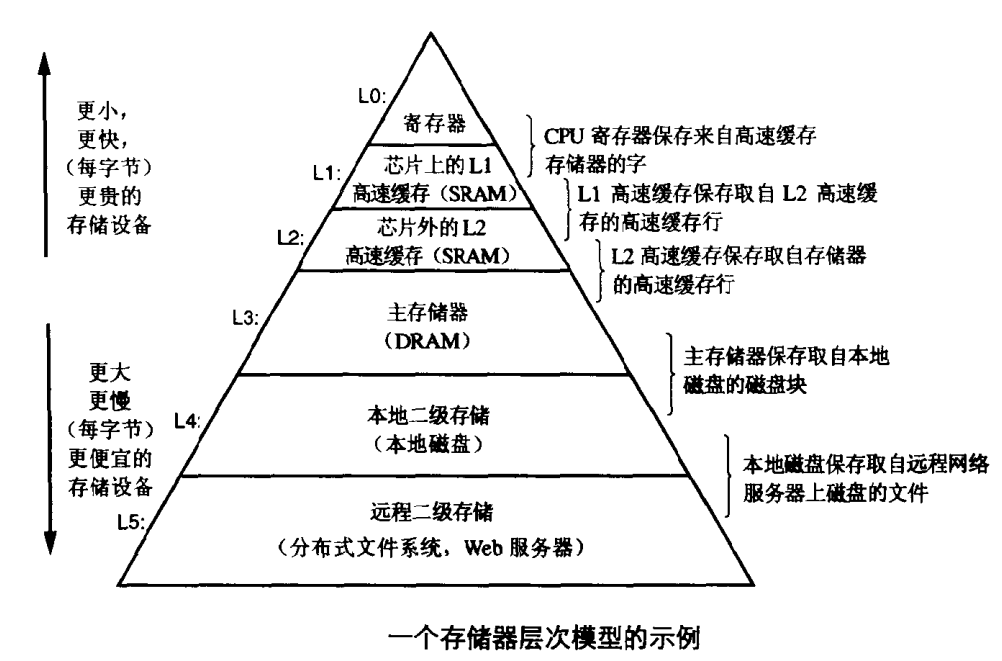 更小，
更快，
（每字节）
更贵的
存储设备
更大
更慢
（每字节）
更便宜的
存储设备
L0:
寄存器
L1:
芯片上的 L1
高速缓存（SRAM）
L2:
芯片外的 L2
高速缓存（SRAM）
L3:
主存储器
（DRAM）
L4:
本地二级存储
（本地磁盘）
L5:
远程二级存储
（分布式文件系统，Web 服务器）
CPU 寄存器保存来自高速缓存
存储器的字
L1 高速缓存保存取自 L2 高速缓
存的高速缓存行
L2 高速缓存保存取自存储器
的高速缓存行
主存储器保存取自本地
磁盘的磁盘块
本地磁盘保存取自远程网络
服务器上磁盘的文件
一个存储器层次模型的示例